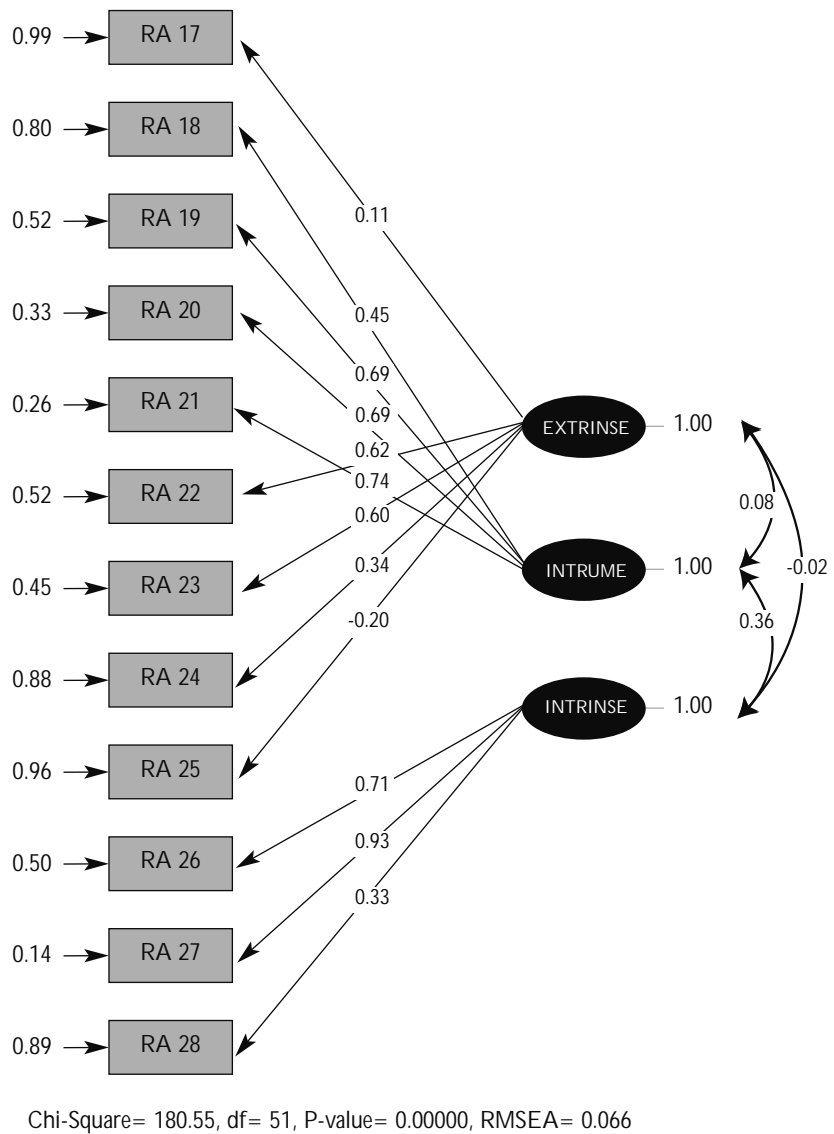 0.99 RA 17
0.80 RA 18
0.11
0.52 RA 19
0.33 RA 20
0.45
0.69
0.26 RA 21
0.69
EXTRINSE 1.00
0.62
0.74
0.52 RA 22
0.08
0.60
0.34
INTRUME 1.00
-0.02
0.45 RA 23
-0.20
0.36
0.88 RA 24
INTRINSE 1.00
0.96 RA 25
0.71
0.93
0.50 RA 26
0.33
0.14 RA 27
0.89 RA 28
Chi-Square= 180.55, df= 51, P-value= 0.00000, RMSEA= 0.066